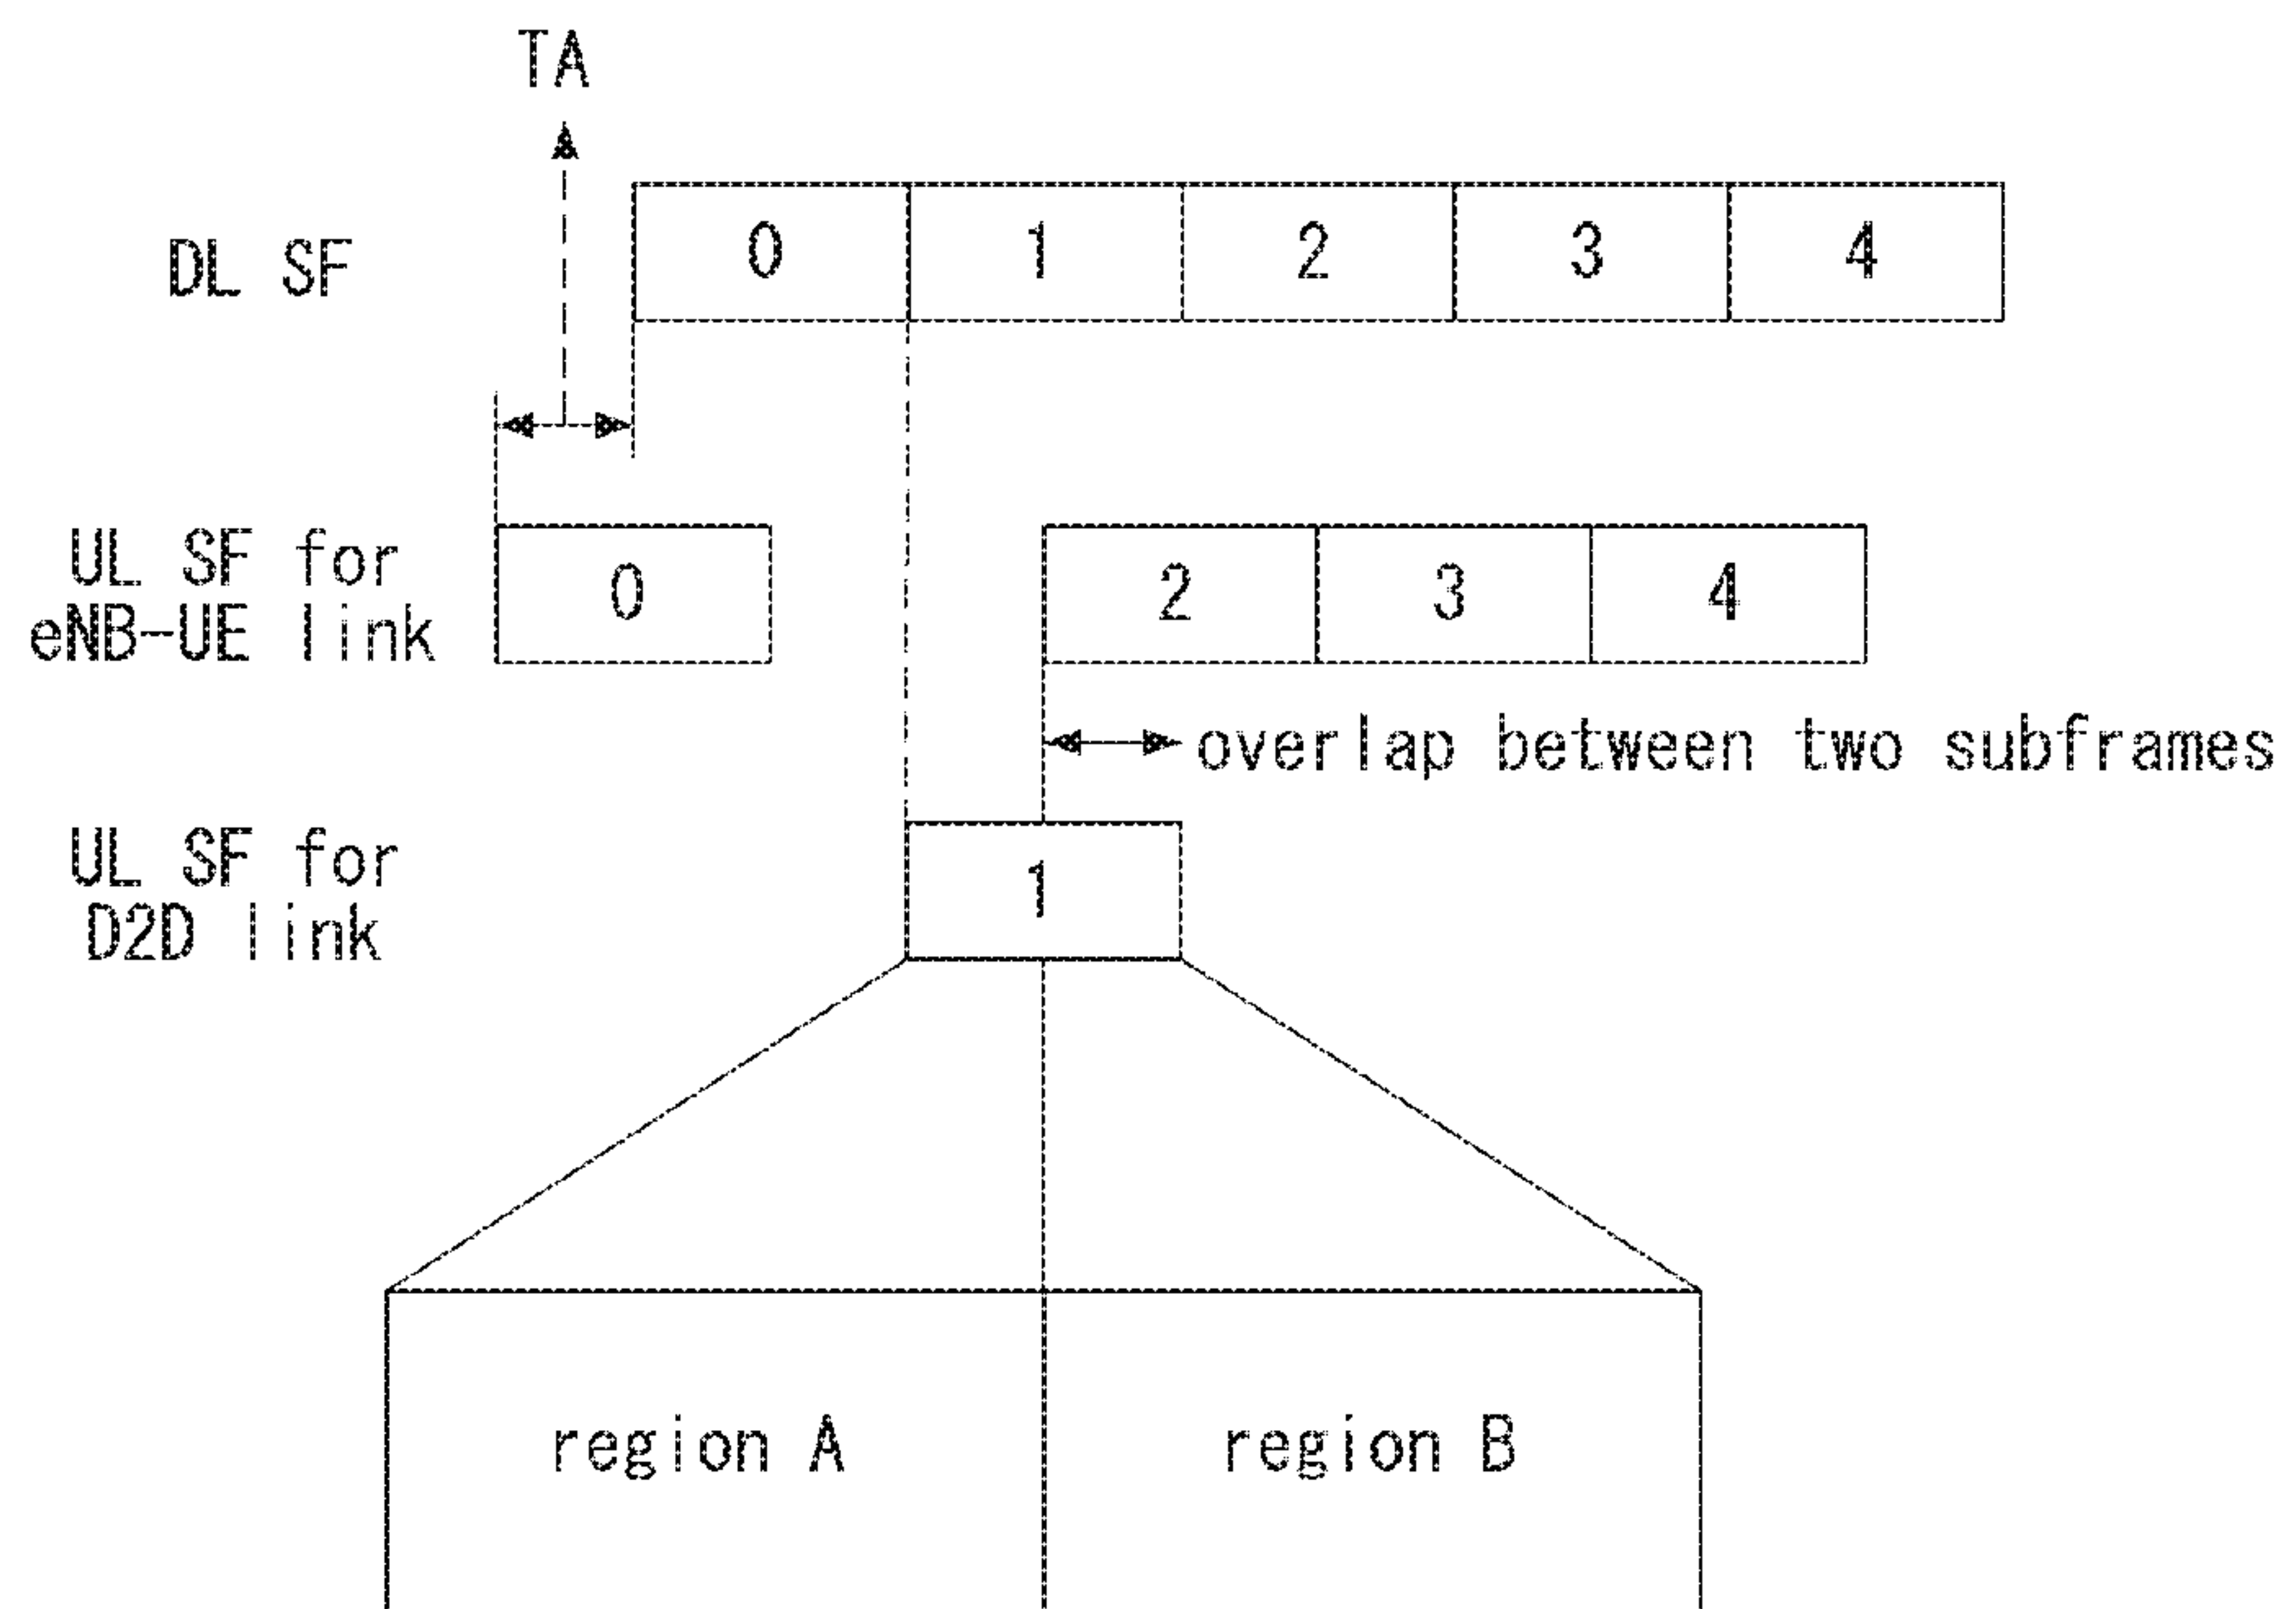 TA
DL SF
0 1 2 3 4
UL SF for
eNB-UE link
0 2 3 4
overlap between two subframes
UL SF for
D2D link
1
region A region B